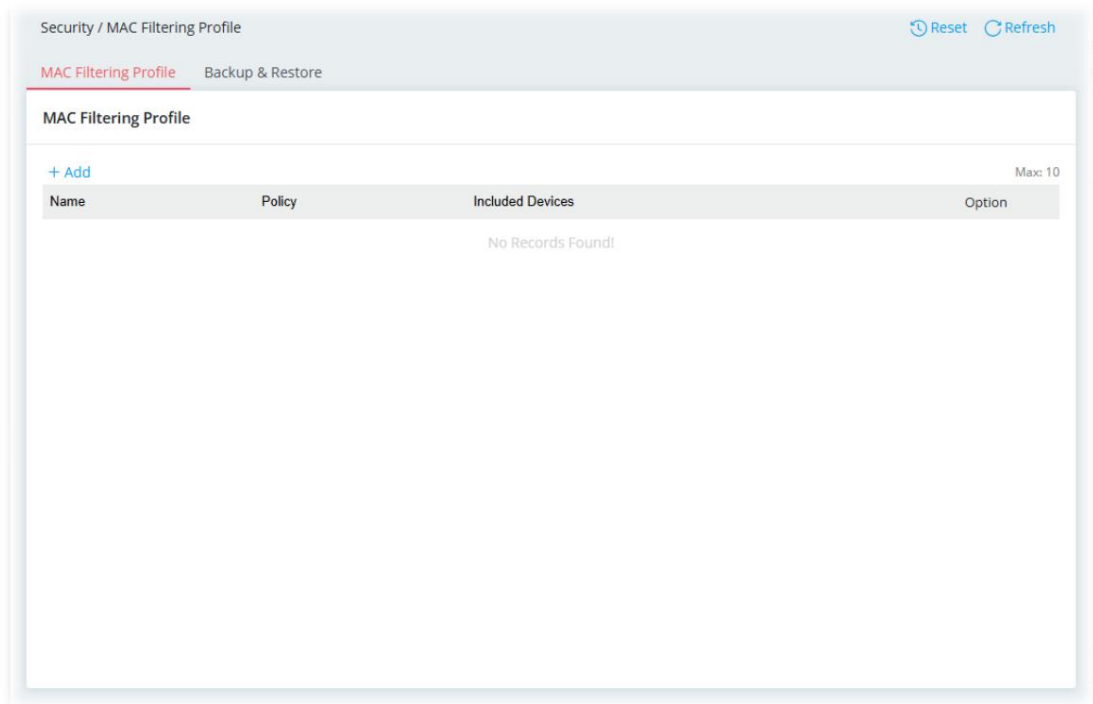 Security / MAC Filtering Profile Reset Refresh
MAC Filtering Profile Backup & Restore
MAC Filtering Profile
+ Add Max: 10
Name Policy Included Devices Option
No Records Found!